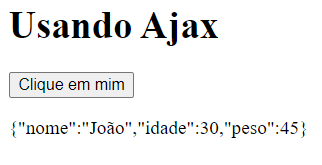 Usando Ajax
Clique em mim
{"nome":"João","idade":30,"peso":45}